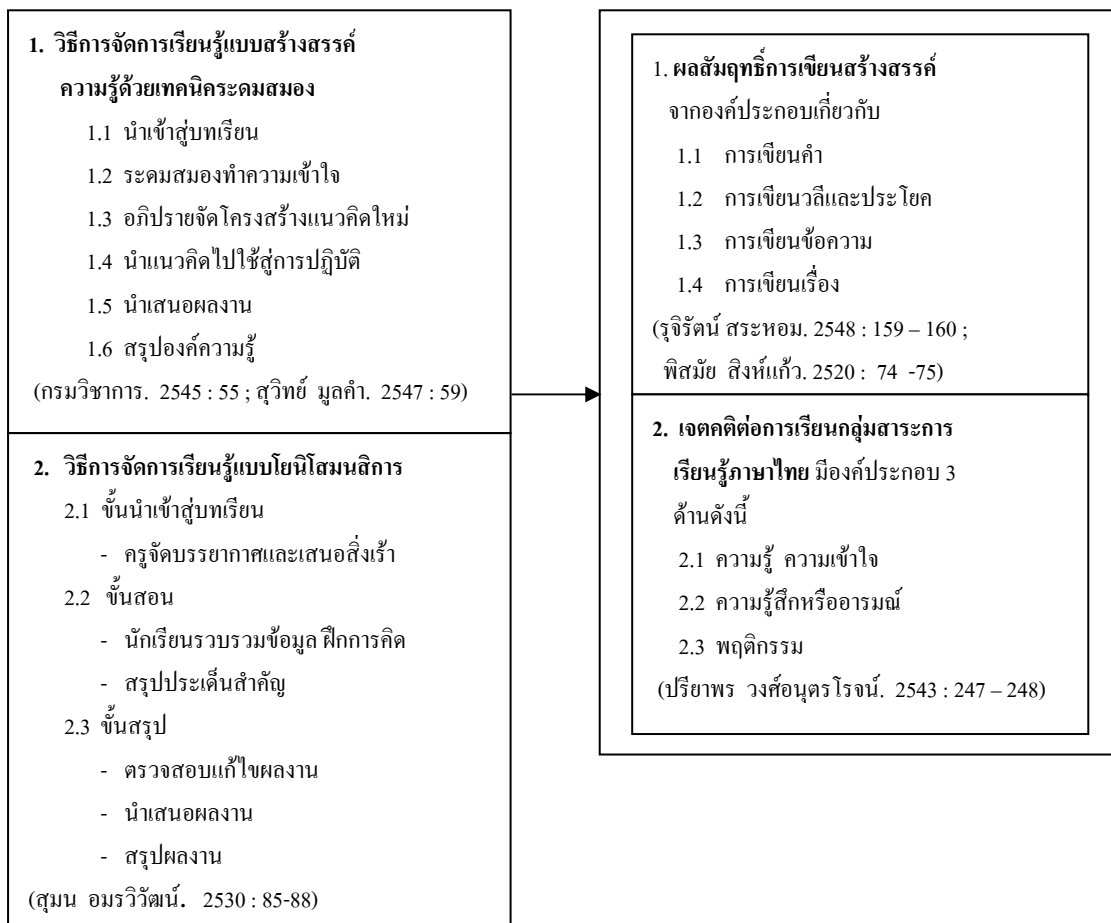 1. วิธีการจัดการเรียนรู้แบบสร้างสรรค์
ความรู้ด้วยเทคนิคระดมสมอง
1.1 นำเข้าสู่บทเรียน
1.2 ระดมสมองทำความเข้าใจ
1.3 อภิปรายจัดโครงสร้างแนวคิดใหม่
1.4 นำแนวคิดไปใช้สู่การปฏิบัติ
1.5 นำเสนอผลงาน
1.6 สรุปองค์ความรู้
(กรมวิชาการ. 2545 : 55 ; สุวิทย์ มูลคำ. 2547 : 59)
2. วิธีการจัดการเรียนรู้แบบโยนิโสมนสิการ
2.1 ขั้นนำเข้าสู่บทเรียน
- ครูจัดบรรยากาศและเสนอสิ่งเร้า
2.2 ขั้นสอน
- นักเรียนรวบรวมข้อมูล ฝึกการคิด
- สรุปประเด็นสำคัญ
2.3 ขั้นสรุป
- ตรวจสอบแก้ไขผลงาน
- นำเสนอผลงาน
- สรุปผลงาน
(สุมน อมรวิวัฒน์. 2530 : 85-88)
1. ผลสัมฤทธิ์การเขียนสร้างสรรค์
จากองค์ประกอบเกี่ยวกับ
1.1 การเขียนคำ
1.2 การเขียนวลีและประโยค
1.3 การเขียนข้อความ
1.4 การเขียนเรื่อง
(รุจิรัตน์ สระหอม. 2548 : 159 – 160 ;
พิสมัย สิงห์แก้ว. 2520 : 74 -75)
2. เจตคติต่อการเรียนกลุ่มสาระการ
เรียนรู้ภาษาไทย มีองค์ประกอบ 3
ด้านดังนี้
2.1 ความรู้ ความเข้าใจ
2.2 ความรู้สึกหรืออารมณ์
2.3 พฤติกรรม
(ปรียาพร วงศ์อนุตรโรจน์. 2543 : 247 – 248)